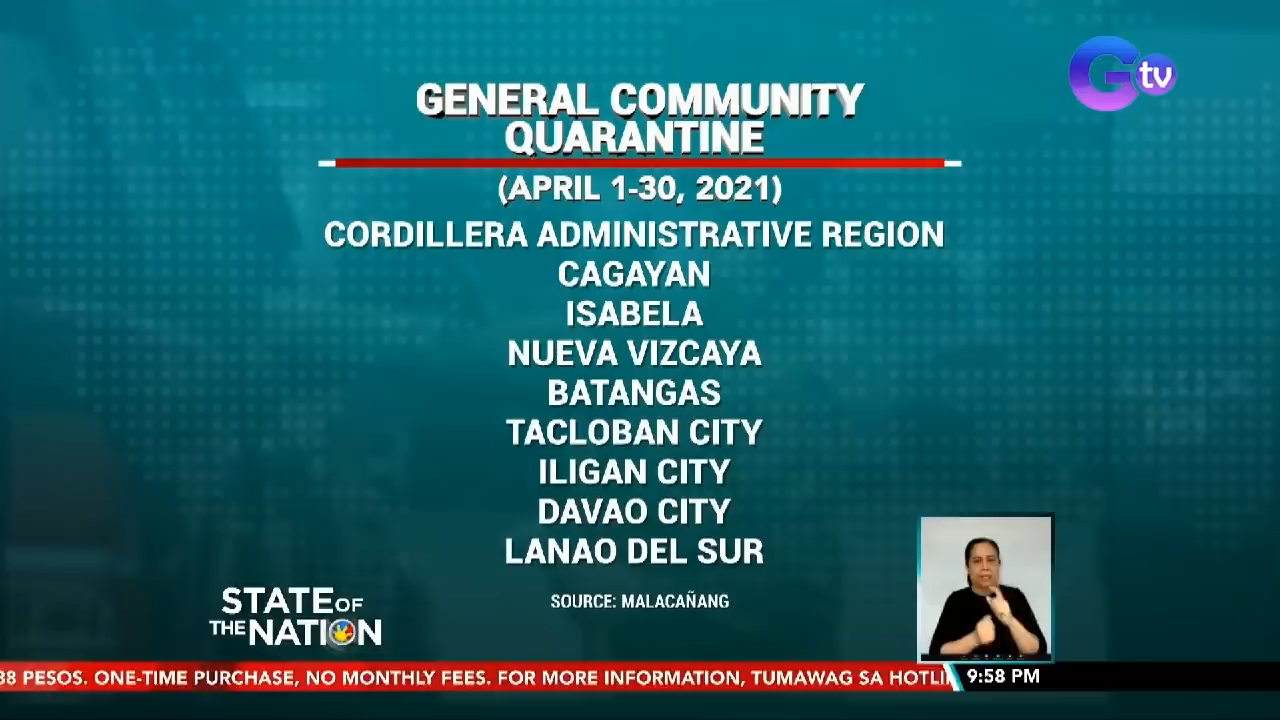 Gtv
GENERAL COMMUNITY
QUARANTINE
(APRIL 1-30, 2021)
CORDILLERA ADMINISTRATIVE REGION
CAGAYAN
ISABELA
NUEVA VIZCAYA
BATANGAS
TACLOBAN CITY
ILIGAN CITY
DAVAO CITY
LANAO DEL SUR
SOURCE: MALACAÑANG
STATE OF
THE NATION
38 PESOS. ONE-TIME PURCHASE, NO MONTHLY FEES. FOR MORE INFORMATION, TUMAWAG SA
9:58 PM